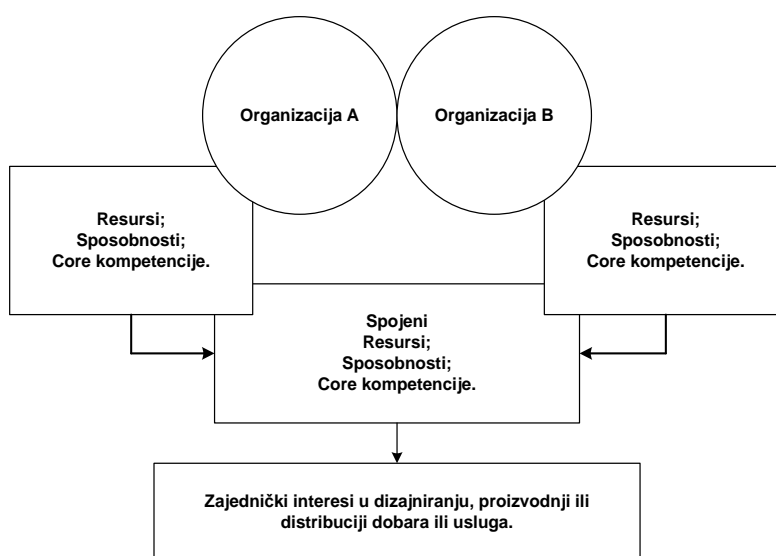 Organizacija A
Organizacija B
Resursi;
Sposobnosti;
Core kompetencije.
Resursi;
Sposobnosti;
Core kompetencije.
Spojeni
Resursi;
Sposobnosti;
Core kompetencije.
Zajednički interesi u dizajniranju, proizvodnji ili
distribuciji dobara ili usluga.